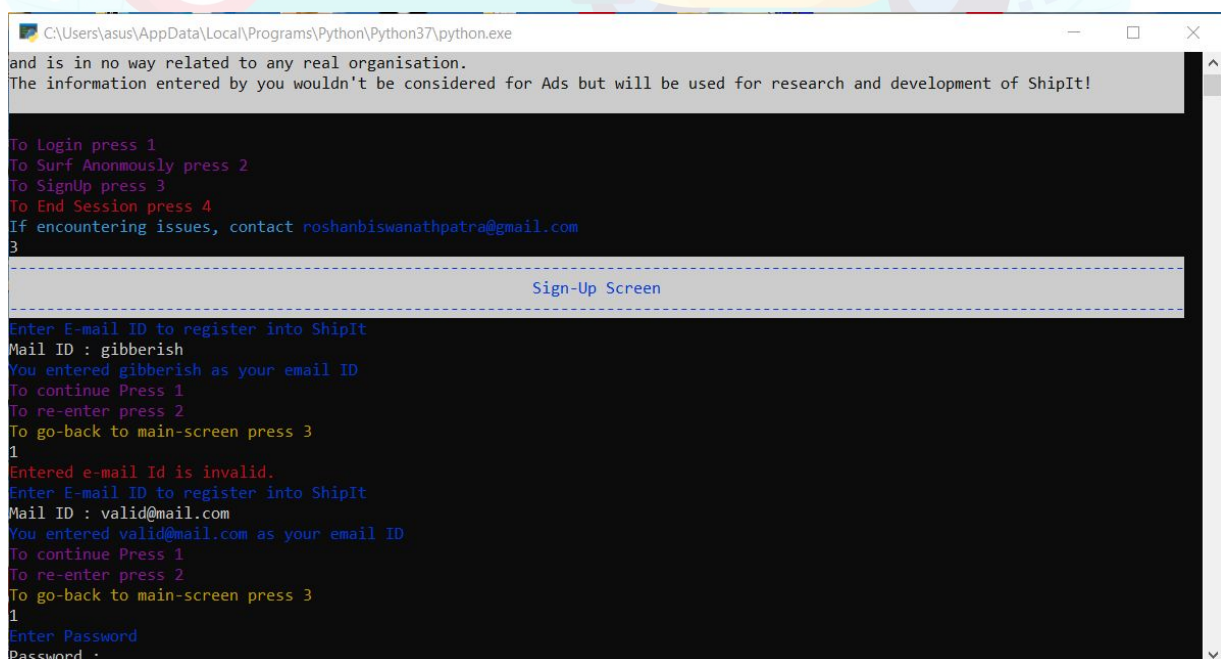 C:\Users\asus\AppData\Local\Programs\Python\Python37\python.exe
and is in no way related to any real organisation.
The information entered by you wouldn't be considered for Ads but will be used for research and development of ShipIt!
To Login press 1
To Surf Anonmously press 2
To SignUp press 3
To End Session press 4
If encountering issues, contact roshanbiswanathpatra@gmail.com
3
Sign-Up Screen
Enter E-mail ID to register into ShipIt
Mail ID : gibberish
You entered gibberish as your email ID
To continue Press 1
To re-enter press 2
To go-back to main-screen press 3
1
Entered e-mail Id is invalid.
Enter E-mail ID to register into ShipIt
Mail ID : valid@mail.com
You entered valid@mail.com as your email ID
To continue Press 1
To re-enter press 2
To go-back to main-screen press 3
1
Enter Password
Password :